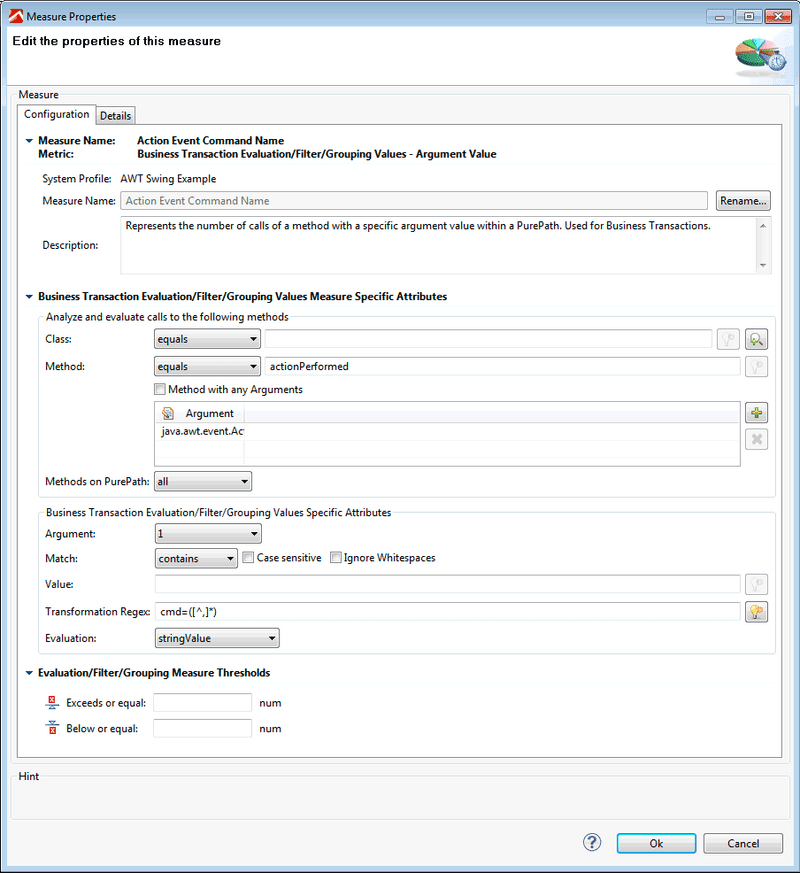 Measure Properties
Edit the properties of this measure
Measure
Configuration Details
Measure Name: Action Event Command Name
Metric: Business Transaction Evaluation/Filter/Grouping Values - Argument Value
System Profile: AWT Swing Example
Measure Name: Action Event Command Name Rename...
Represents the number of calls of a method with a specific argument value within a PurePath. Used for Business Transactions.
Description:
Business Transaction Evaluation/Filter/Grouping Values Measure Specific Attributes
Analyze and evaluate calls to the following methods
Class: equals
Method: equals actionPerformed
Method with any Arguments
Argument
java.awt.event.Ac
Methods on PurePath: all
Business Transaction Evaluation/Filter/Grouping Values Specific Attributes
Argument: 1
Match: contains Case sensitive Ignore Whitespaces
Value:
Transformation Regex: cmd=([^,]*)
Evaluation: stringValue
Evaluation/Filter/Grouping Measure Thresholds
Exceeds or equal: num
Below or equal: num
Hint
? Ok Cancel